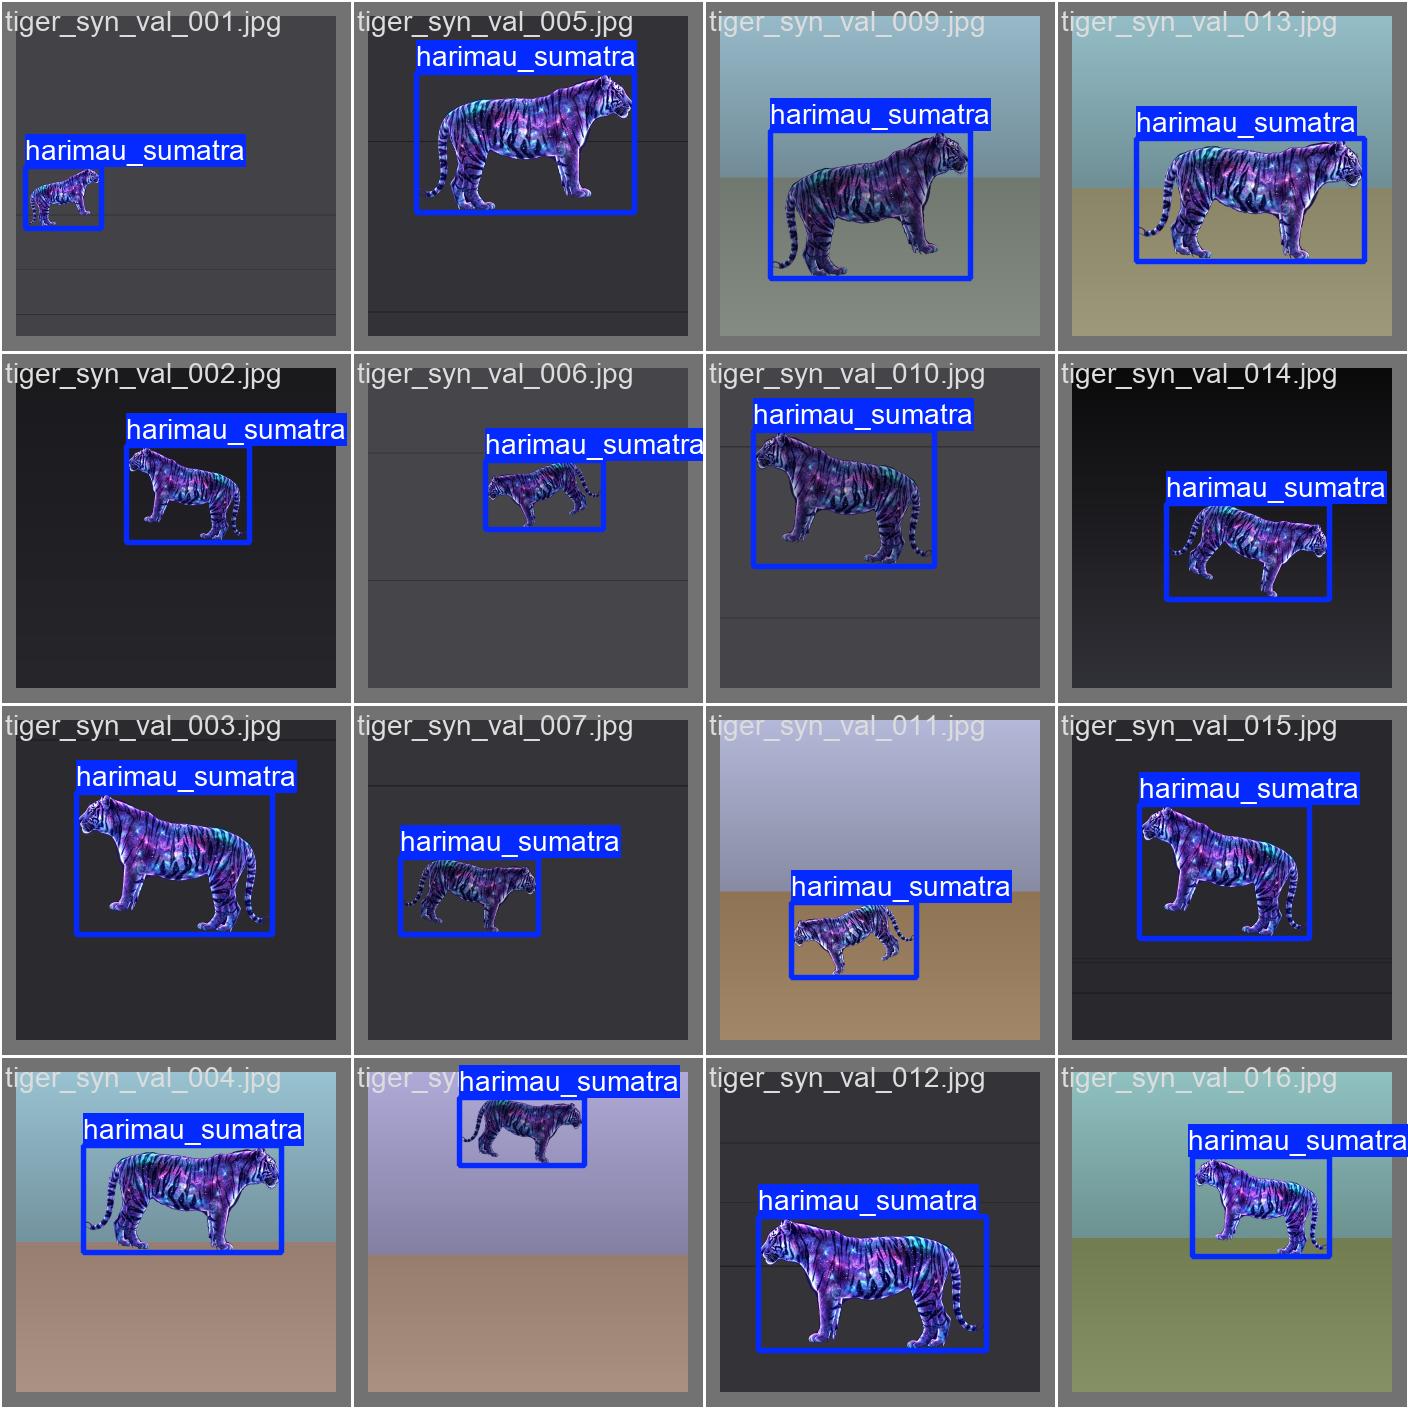 tiger_syn_val_001.jpg
tiger_syn_val_005.jpg
tiger_syn_val_009.jpg
tiger_syn_val_013.jpg
harimau_sumatra
harimau_sumatra
harimau_sumatra
harimau_sumatra
tiger_syn_val_002.jpg
tiger_syn_val_006.jpg
tiger_syn_val_010.jpg
tiger_syn_val_014.jpg
harimau_sumatra
harimau_sumatra
harimau_sumatra
harimau_sumatra
tiger_syn_val_003.jpg
tiger_syn_val_007.jpg
tiger_syn_val_011.jpg
tiger_syn_val_015.jpg
harimau_sumatra
harimau_sumatra
harimau_sumatra
harimau_sumatra
tiger_syn_val_004.jpg
tiger_sy
harimau_sumatra
tiger_syn_val_012.jpg
tiger_syn_val_016.jpg
harimau_sumatra
harimau_sumatra
harimau_sumatra